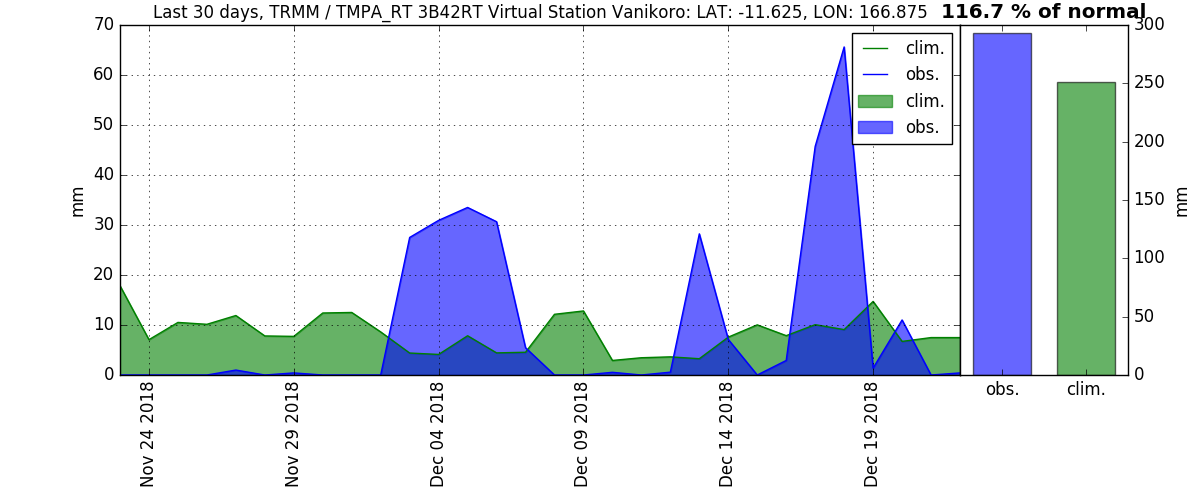 Last 30 days, TRMM / TMPA_RT 3B42RT Virtual Station Vanikoro: LAT: -11.625, LON: 166.875 116.7 % of normal
70
60
50
40
30
20
10
0
mm
clim.
obs.
clim.
obs.
Nov 24 2018
Nov 29 2018
Dec 04 2018
Dec 09 2018
Dec 14 2018
Dec 19 2018
300
250
200
150
100
50
0
mm
obs. clim.